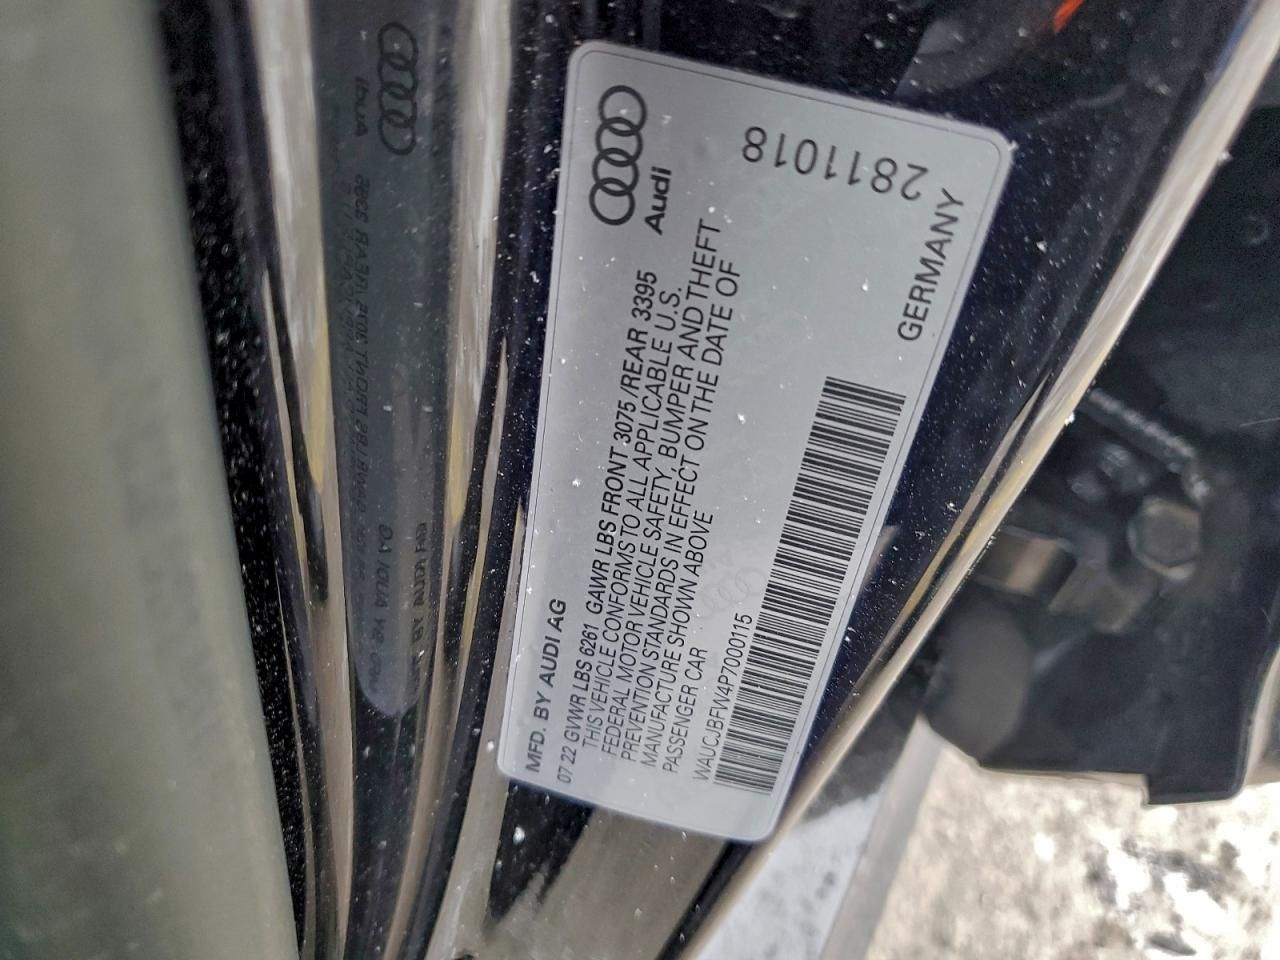 Audi
2811018
MFD. BY AUDI AG
07 22 GVWR LBS 6261 GAWR LBS FRONT 3075 /REAR 3395
THIS VEHICLE CONFORMS TO ALL APPLICABLE U.S.
FEDERAL MOTOR VEHICLE SAFETY, BUMPER AND THEFT
PREVENTION STANDARDS IN EFFECT ON THE DATE OF
MANUFACTURE SHOWN ABOVE
PASSENGER CAR
GERMANY
WAUCJBFW4P7000115